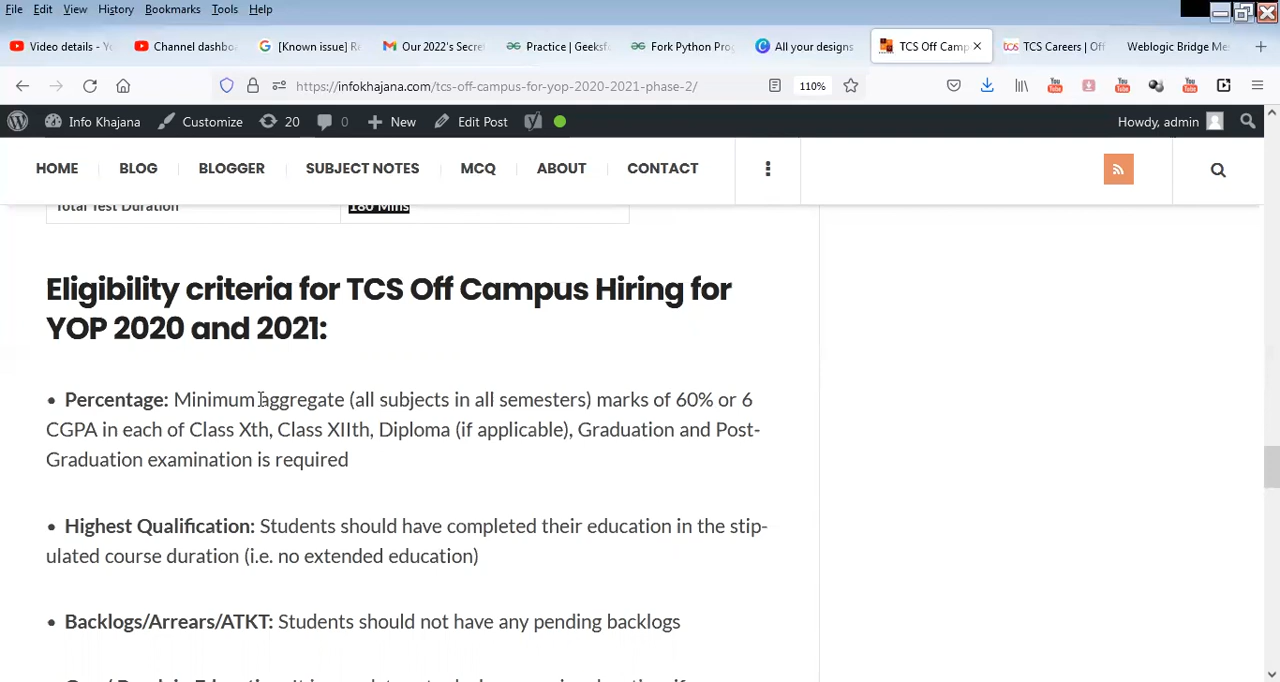 File Edit View History Bookmarks Tools Help
Video details - Y
Channel dashbo
[Known issue] R
Our 2022's Secre
Practice | Geeksf
Fork Python Pro
All your designs
TCS Off Camp
TCS Careers | Off
Weblogic Bridge Me
https://infokhajana.com/tcs-off-campus-for-yop-2020-2021-phase-2/ 110%
Info Khajana Customize 20 0 New Edit Post Howdy, admin
HOME BLOG BLOGGER SUBJECT NOTES MCQ ABOUT CONTACT
Total Test Duration 180 Mins
Eligibility criteria for TCS Off Campus Hiring for
YOP 2020 and 2021:
• Percentage: Minimum aggregate (all subjects in all semesters) marks of 60% or 6
CGPA in each of Class Xth, Class XIIth, Diploma (if applicable), Graduation and Post-
Graduation examination is required
• Highest Qualification: Students should have completed their education in the stip-
ulated course duration (i.e. no extended education)
• Backlogs/Arrears/ATKT: Students should not have any pending backlogs